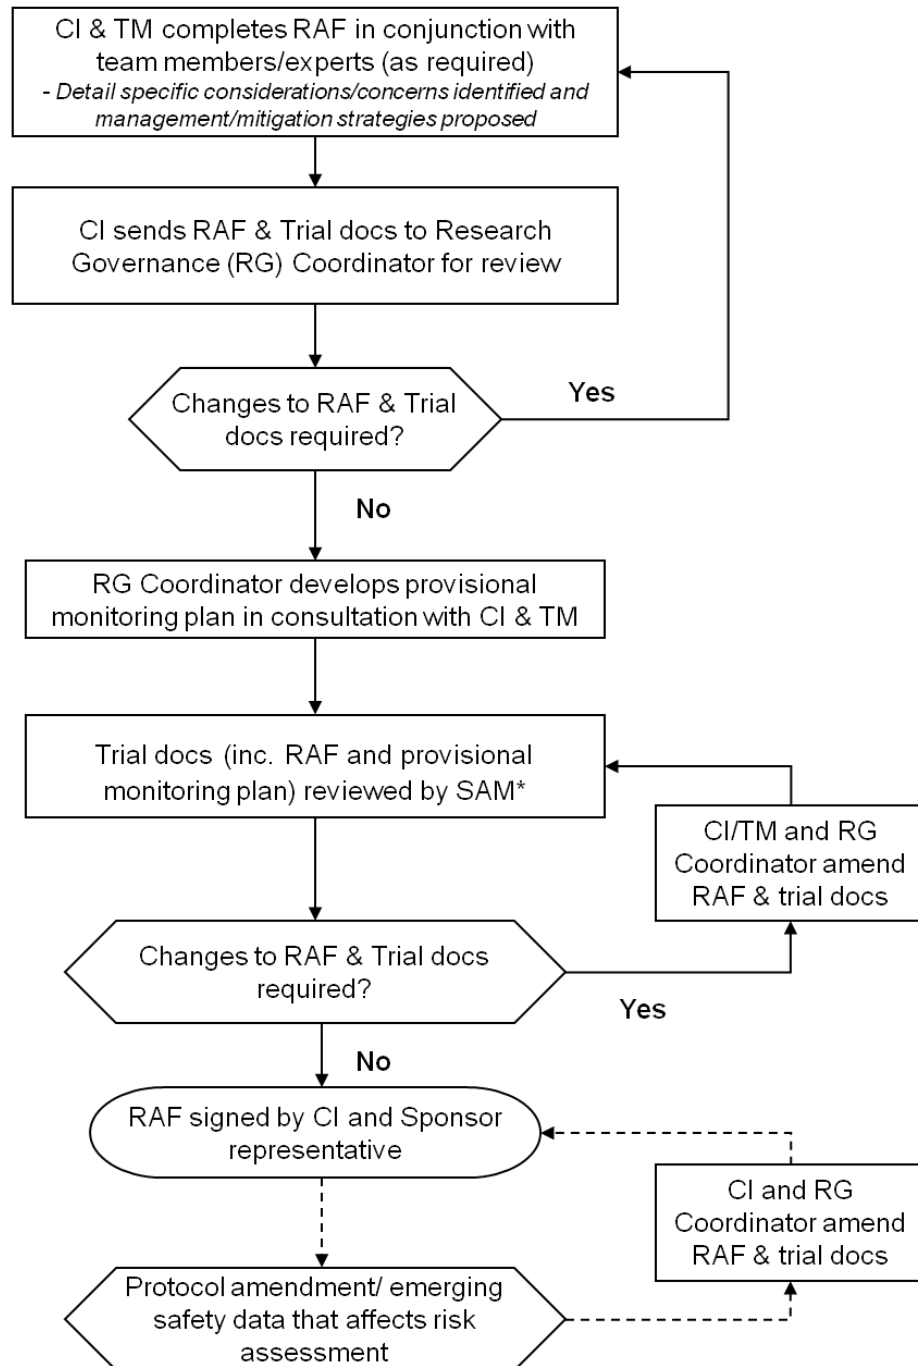 CI & TM completes RAF in conjunction with
team members/experts (as required)
- Detail specific considerations/concerns identified and
management/mitigation strategies proposed
CI sends RAF & Trial docs to Research
Governance (RG) Coordinator for review
Changes to RAF & Trial
docs required?
Yes
No
RG Coordinator develops provisional
monitoring plan in consultation with CI & TM
Trial docs (inc. RAF and provisional
monitoring plan) reviewed by SAM*
CI/TM and RG
Coordinator amend
RAF & trial docs
Changes to RAF & Trial docs
required?
Yes
No
RAF signed by CI and Sponsor
representative
CI and RG
Coordinator amend
RAF & trial docs
Protocol amendment/ emerging
safety data that affects risk
assessment